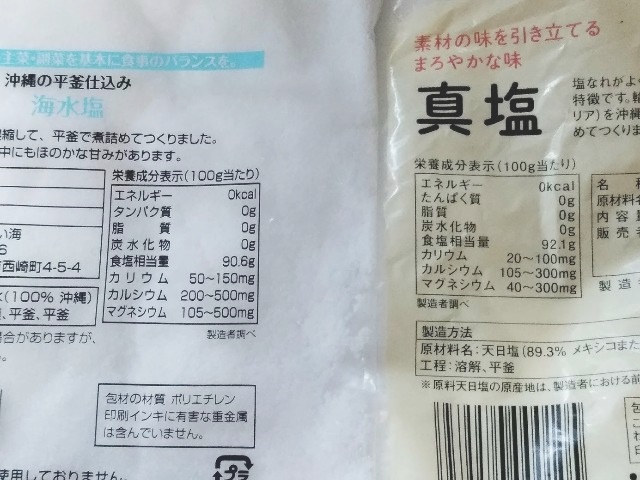 主菜・副菜を基本に食事のバランスを。
沖縄の平釜仕込み
海水塩
縮して、平釜で煮詰めてつくりました。
中にもほのかな甘みがあります。
栄養成分表示(100g当たり)
エネルギー 0kcal
タンパク質 0g
脂質 0g
炭水化物 0g
食塩相当量 90.6g
カリウム 50~150mg
カルシウム 200~500mg
マグネシウム 105~500mg
製造者調べ
い海
6
西崎町4-5-4
(100% 沖縄)
、平釜、平釜
場合がありますが、
包材の材質 ポリエチレン
印刷インキに有害な重金属
は含んでいません。
使用しておりません。
プラ
素材の味を引き立てる
まろやかな味
真塩
塩なれがよ
特徴です。
リア)を沖縄
めてつくりま
栄養成分表示(100g当たり)
エネルギー 0kcal
たんぱく質 0g
脂質 0g
炭水化物 0g
食塩相当量 92.1g
カリウム 20~100mg
カルシウム 105~300mg
マグネシウム 40~300mg
製造者調べ
名
原材料名
内容量
販売者
製造
製造方法
原材料名:天日塩(89.3% メキシコまた
工程:溶解、平釜
※原料天日塩の原産地は、製造者における前